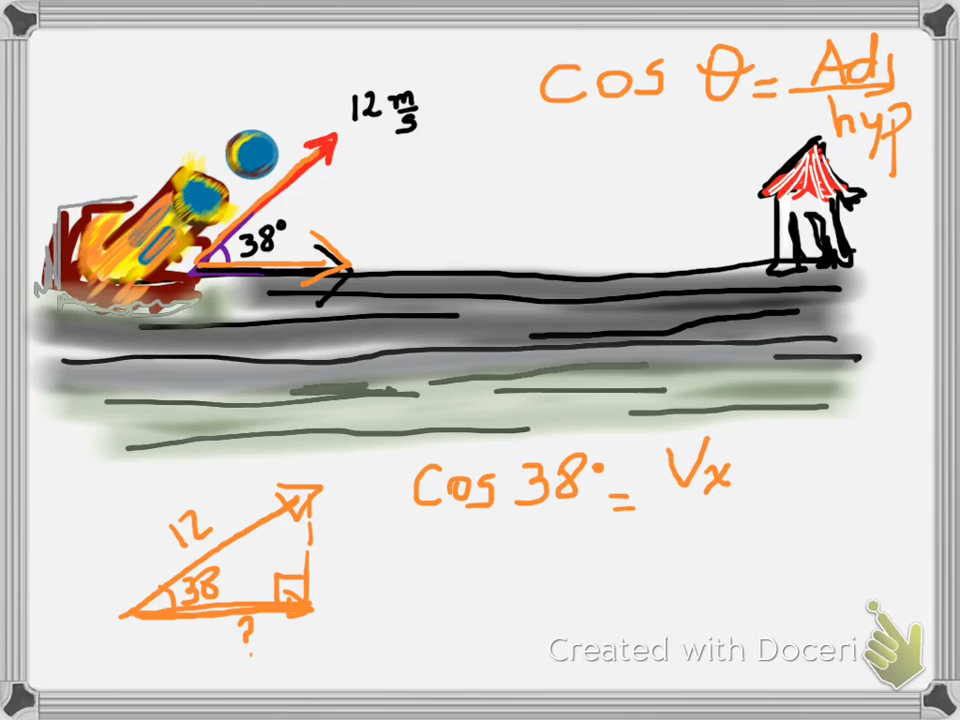 12 m/s
Cos θ = Adj/hyp
38°
Cos 38° = Vx
12
38
?
Created with Doceri